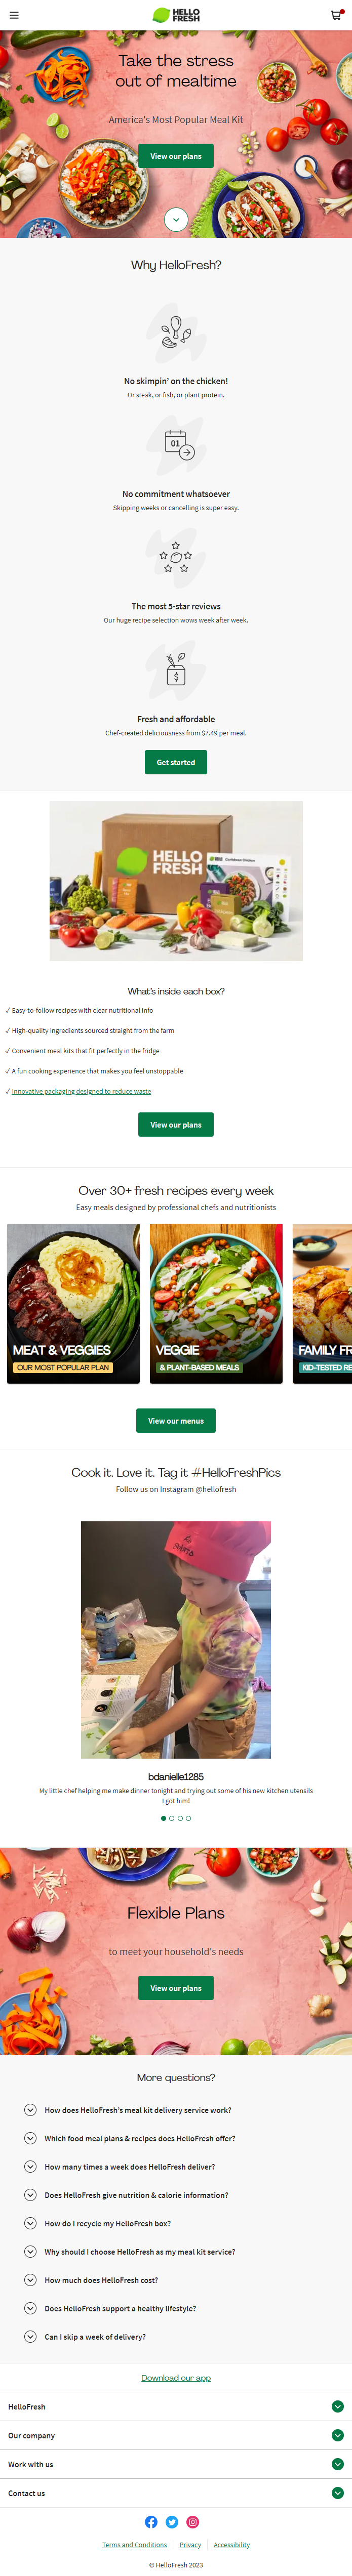 HELLO
FRESH
Take the stress
out of mealtime
America's Most Popular Meal Kit
View our plans
Why HelloFresh?
No skimpin' on the chicken!
Or steak, or fish, or plant protein.
01
No commitment whatsoever
Skipping weeks or cancelling is super easy.
The most 5-star reviews
Our huge recipe selection wows week after week.
$
Fresh and affordable
Chef-created deliciousness from $7.49 per meal.
Get started
HELLO
FRESH
What's inside each box?
✓ Easy-to-follow recipes with clear nutritional info
✓ High-quality ingredients sourced straight from the farm
✓ Convenient meal kits that fit perfectly in the fridge
✓ A fun cooking experience that makes you feel unstoppable
✓ Innovative packaging designed to reduce waste
View our plans
Over 30+ fresh recipes every week
Easy meals designed by professional chefs and nutritionists
MEAT & VEGGIES
OUR MOST POPULAR PLAN
VEGGIE
& PLANT-BASED MEALS
FAMILY FR
KID-TESTED RE
View our menus
Cook it. Love it. Tag it #HelloFreshPics
Follow us on Instagram @hellofresh
bdanielle1285
My little chef helping me make dinner tonight and trying out some of his new kitchen utensils
I got him!
Flexible Plans
to meet your household's needs
View our plans
More questions?
How does HelloFresh's meal kit delivery service work?
Which food meal plans & recipes does HelloFresh offer?
How many times a week does HelloFresh deliver?
Does HelloFresh give nutrition & calorie information?
How do I recycle my HelloFresh box?
Why should I choose HelloFresh as my meal kit service?
How much does HelloFresh cost?
Does HelloFresh support a healthy lifestyle?
Can I skip a week of delivery?
Download our app
HelloFresh
Our company
Work with us
Contact us
Terms and Conditions
Privacy
Accessibility
© HelloFresh 2023